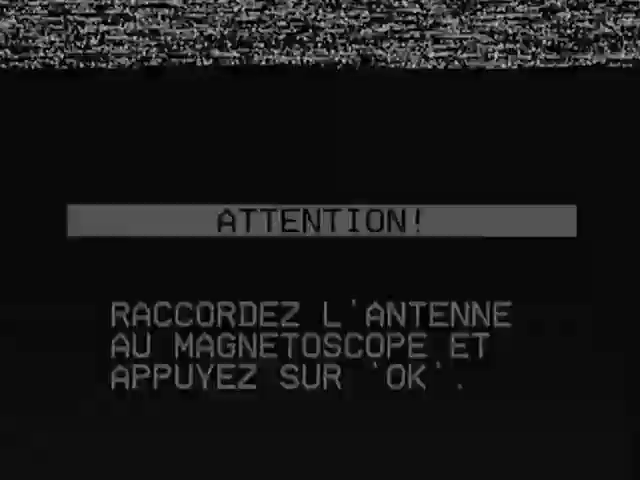 ATTENTION!
RACCORDEZ L'ANTENNE
AU MAGNETOSCOPE ET
APPUYEZ SUR 'OK'.